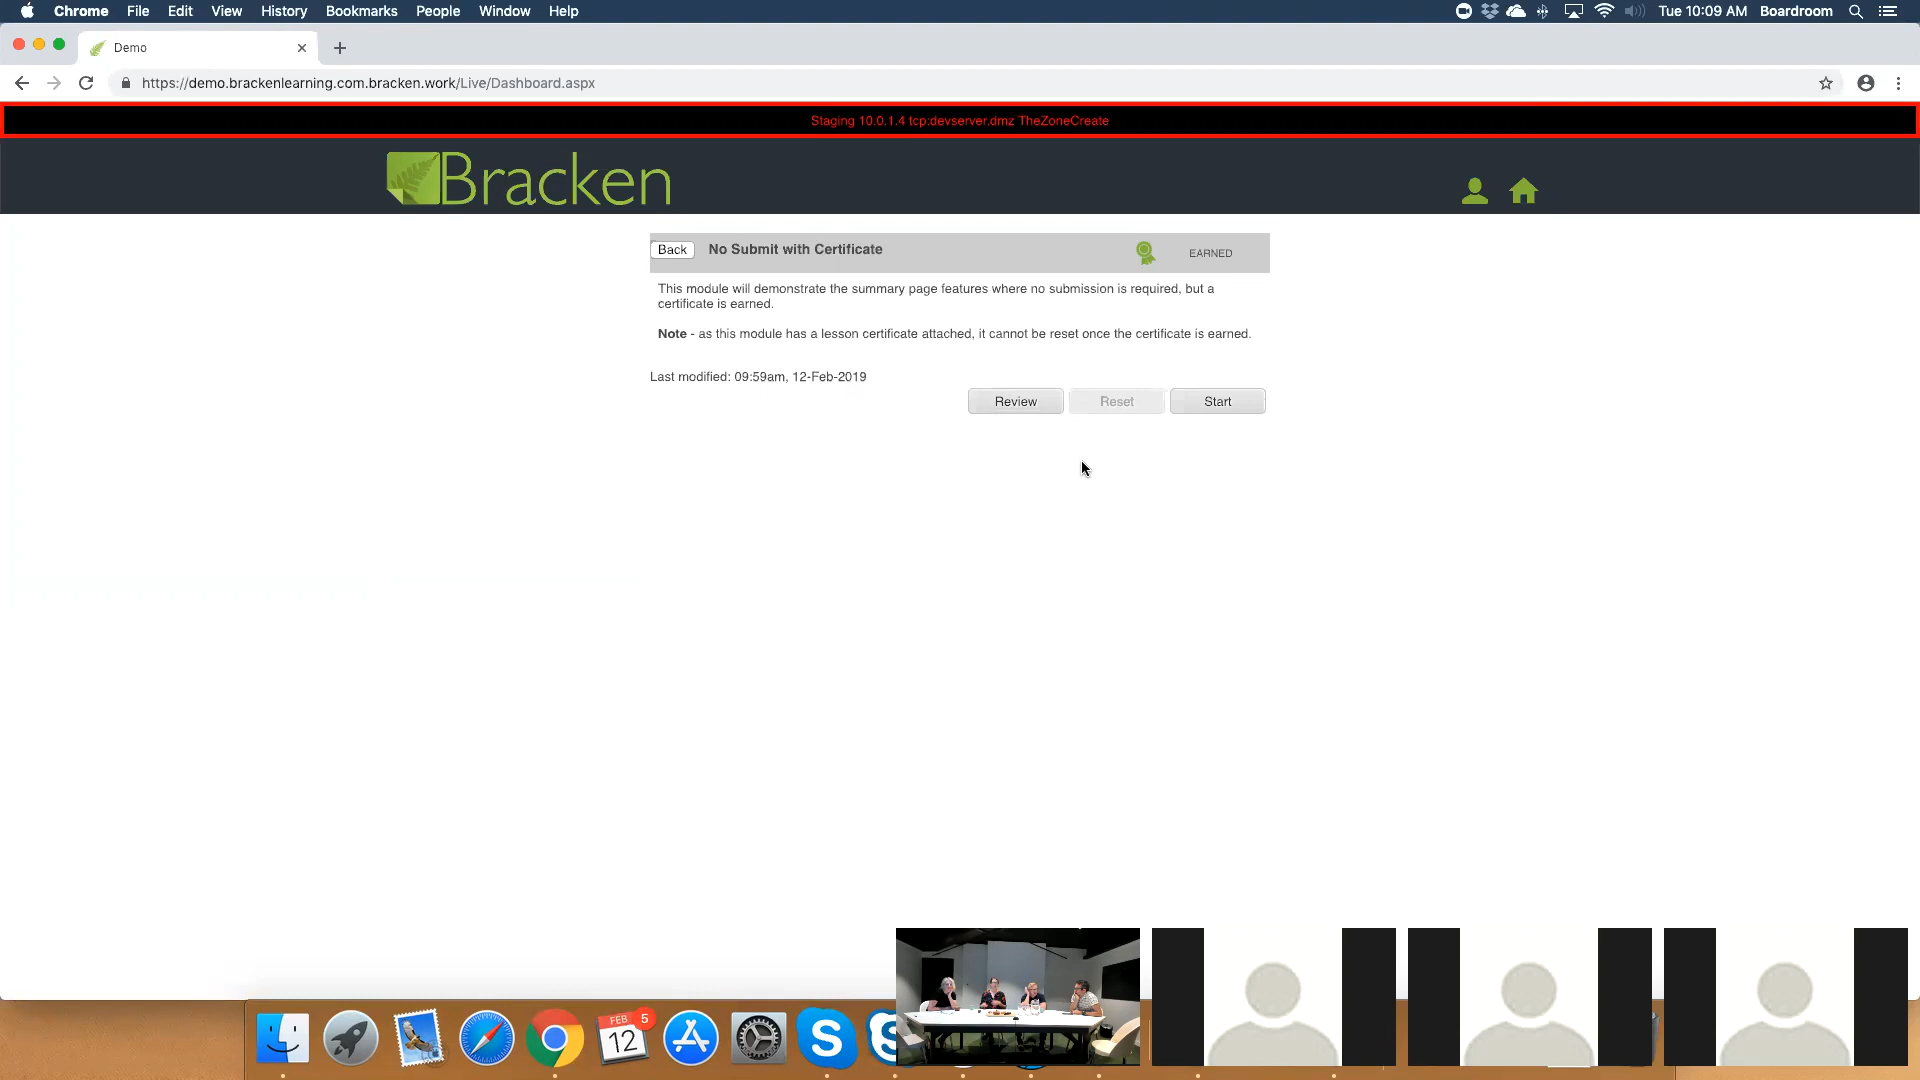 Chrome File Edit View History Bookmarks People Window Help Tue 10:09 AM Boardroom
Demo
https://demo.brackenlearning.com.bracken.work/Live/Dashboard.aspx
Staging 10.0.1.4 tcp:devserver.dmz TheZoneCreate
Bracken
Back No Submit with Certificate EARNED
This module will demonstrate the summary page features where no submission is required, but a
certificate is earned.
Note - as this module has a lesson certificate attached, it cannot be reset once the certificate is earned.
Last modified: 09:59am, 12-Feb-2019
Review Reset Start
FEB 5
12